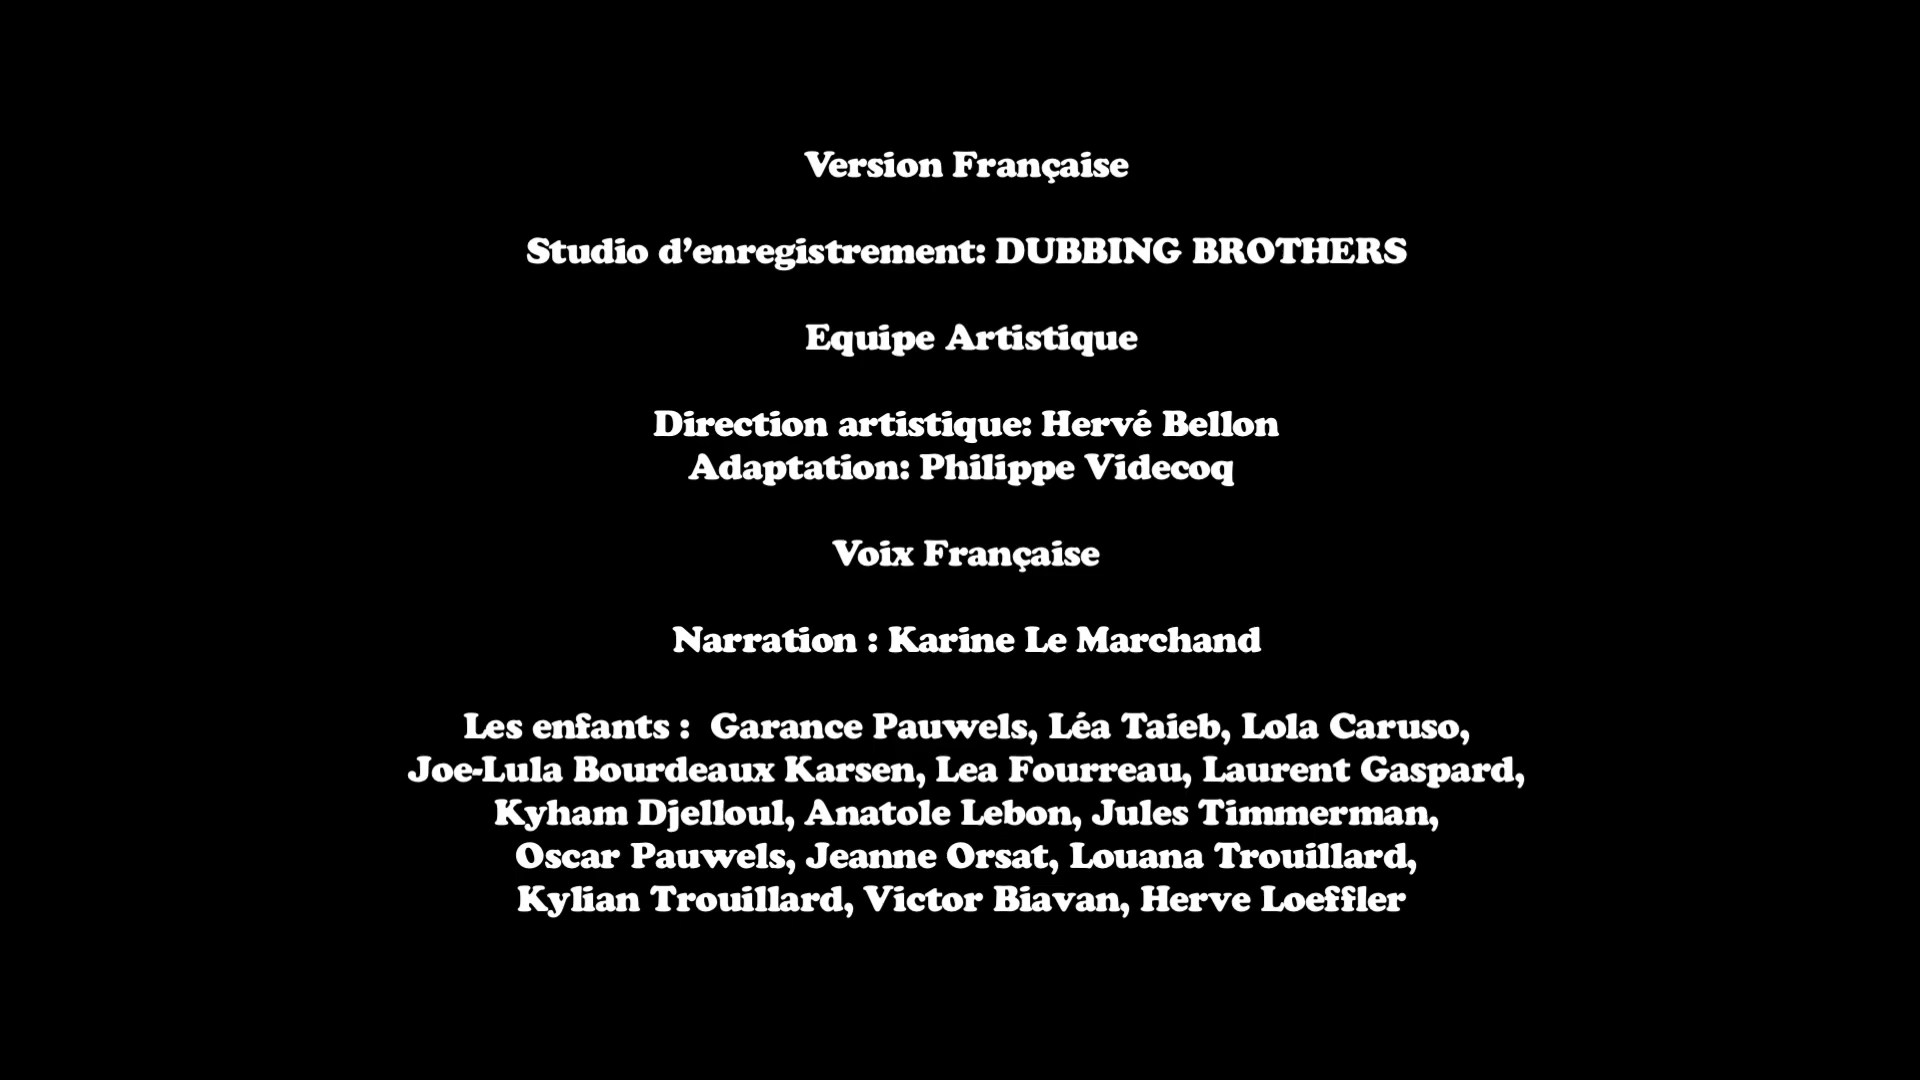 Version Française
Studio d’enregistrement: DUBBING BROTHERS
Equipe Artistique
Direction artistique: Hervé Bellon
Adaptation: Philippe Videcoq
Voix Française
Narration : Karine Le Marchand
Les enfants :  Garance Pauwels, Léa Taieb, Lola Caruso,
Joe-Lula Bourdeaux Karsen, Lea Fourreau, Laurent Gaspard,
Kyham Djelloul, Anatole Lebon, Jules Timmerman,
Oscar Pauwels, Jeanne Orsat, Louana Trouillard,
Kylian Trouillard, Victor Biavan, Herve Loeffler